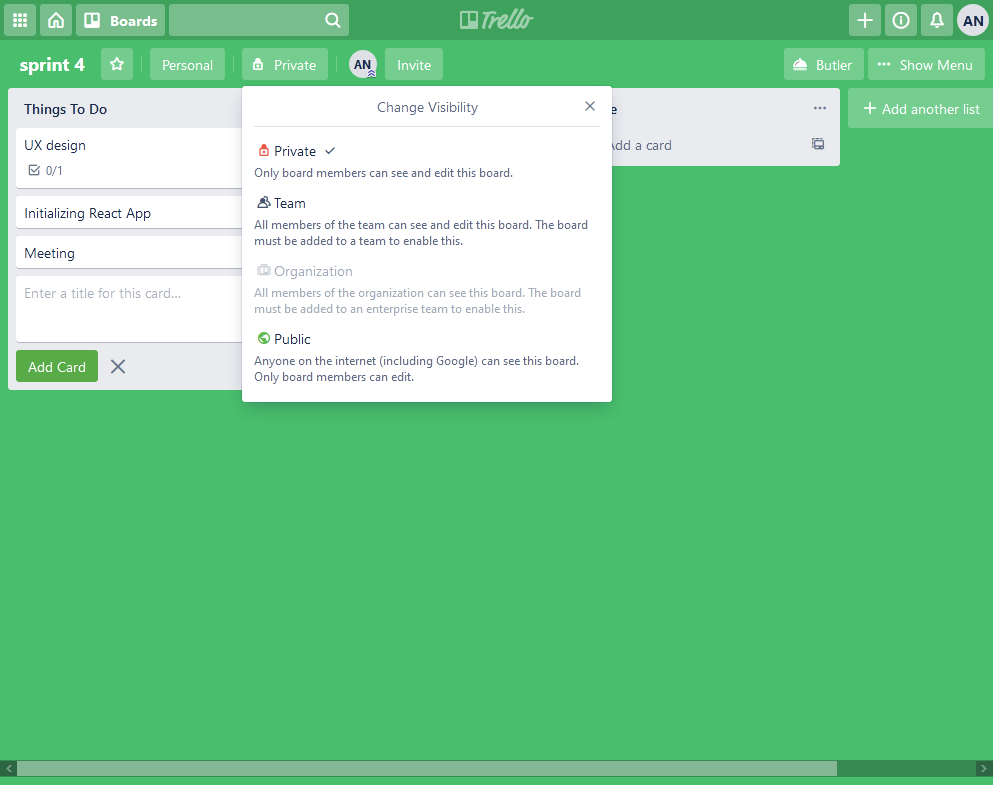 Boards
Trello
AN
sprint 4
Personal
Private
AN
Invite
Butler
Show Menu
Things To Do
UX design
0/1
Initializing React App
Meeting
Enter a title for this card...
Add Card
Change Visibility
Private
Only board members can see and edit this board.
Team
All members of the team can see and edit this board. The board
must be added to a team to enable this.
Organization
All members of the organization can see this board. The board
must be added to an enterprise team to enable this.
Public
Anyone on the internet (including Google) can see this board.
Only board members can edit.
a card
Add another list